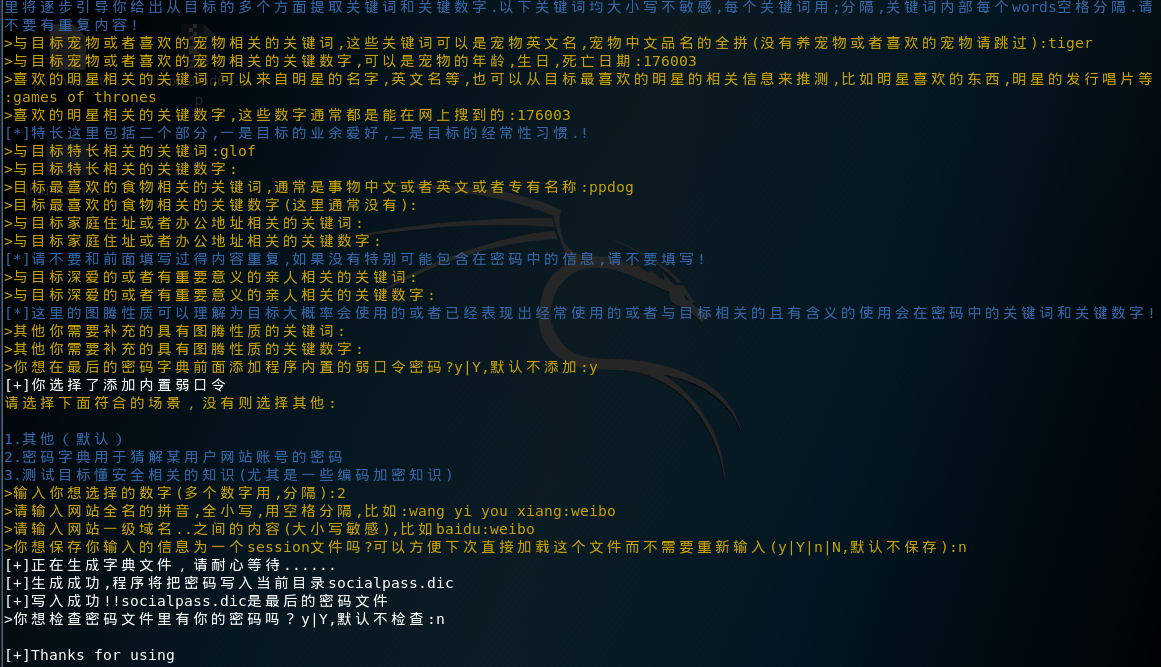 里将逐步引导你给出从目标的多个方面提取关键词和关键数字.以下关键词均大小写不敏感,每个关键词用;分隔,关键词内部每个words空格分隔.请
不要有重复内容!
>与目标宠物或者喜欢的宠物相关的关键词,这些关键词可以是宠物英文名,宠物中文品名的全拼(没有养宠物或者喜欢的宠物请跳过):tiger
>与目标宠物或者喜欢的宠物相关的关键数字,可以是宠物的年龄,生日,死亡日期:176003
>喜欢的明星相关的关键词,可以来自明星的名字,英文名等,也可以从目标最喜欢的明星的相关信息来推测,比如明星喜欢的东西,明星的发行唱片等
:games of thrones
>喜欢的明星相关的关键数字,这些数字通常都是能在网上搜到的:176003
[*]特长这里包括二个部分,一是目标的业余爱好,二是目标的经常性习惯.!
>与目标特长相关的关键词:glof
>与目标特长相关的关键数字:
>目标最喜欢的食物相关的关键词,通常是事物中文或者英文或者专有名称:ppdog
>目标最喜欢的食物相关的关键数字(这里通常没有):
>与目标家庭住址或者办公地址相关的关键词:
>与目标家庭住址或者办公地址相关的关键数字:
[*]请不要和前面填写过得内容重复,如果没有特别可能包含在密码中的信息,请不要填写!
>与目标深爱的或者有重要意义的亲人相关的关键词:
>与目标深爱的或者有重要意义的亲人相关的关键数字:
[*]这里的图腾性质可以理解为目标大概率会使用的或者已经表现出经常使用的或者与目标相关的且有含义的使用会在密码中的关键词和关键数字!
>其他你需要补充的具有图腾性质的关键词:
>其他你需要补充的具有图腾性质的关键数字:
>你想在最后的密码字典前面添加程序内置的弱口令密码?y|Y,默认不添加:y
[+]你选择了添加内置弱口令
请选择下面符合的场景，没有则选择其他:
1.其他（默认）
2.密码字典用于猜解某用户网站账号的密码
3.测试目标懂安全相关的知识(尤其是一些编码加密知识)
>输入你想选择的数字(多个数字用,分隔):2
>请输入网站全名的拼音,全小写,用空格分隔,比如:wang yi you xiang:weibo
>请输入网站一级域名..之间的内容(大小写敏感),比如baidu:weibo
>你想保存你输入的信息为一个session文件吗?可以方便下次直接加载这个文件而不需要重新输入(y|Y|n|N,默认不保存):n
[+]正在生成字典文件，请耐心等待......
[+]生成成功,程序将把密码写入当前目录socialpass.dic
[+]写入成功!!socialpass.dic是最后的密码文件
>你想检查密码文件里有你的密码吗？y|Y,默认不检查:n
[+]Thanks for using